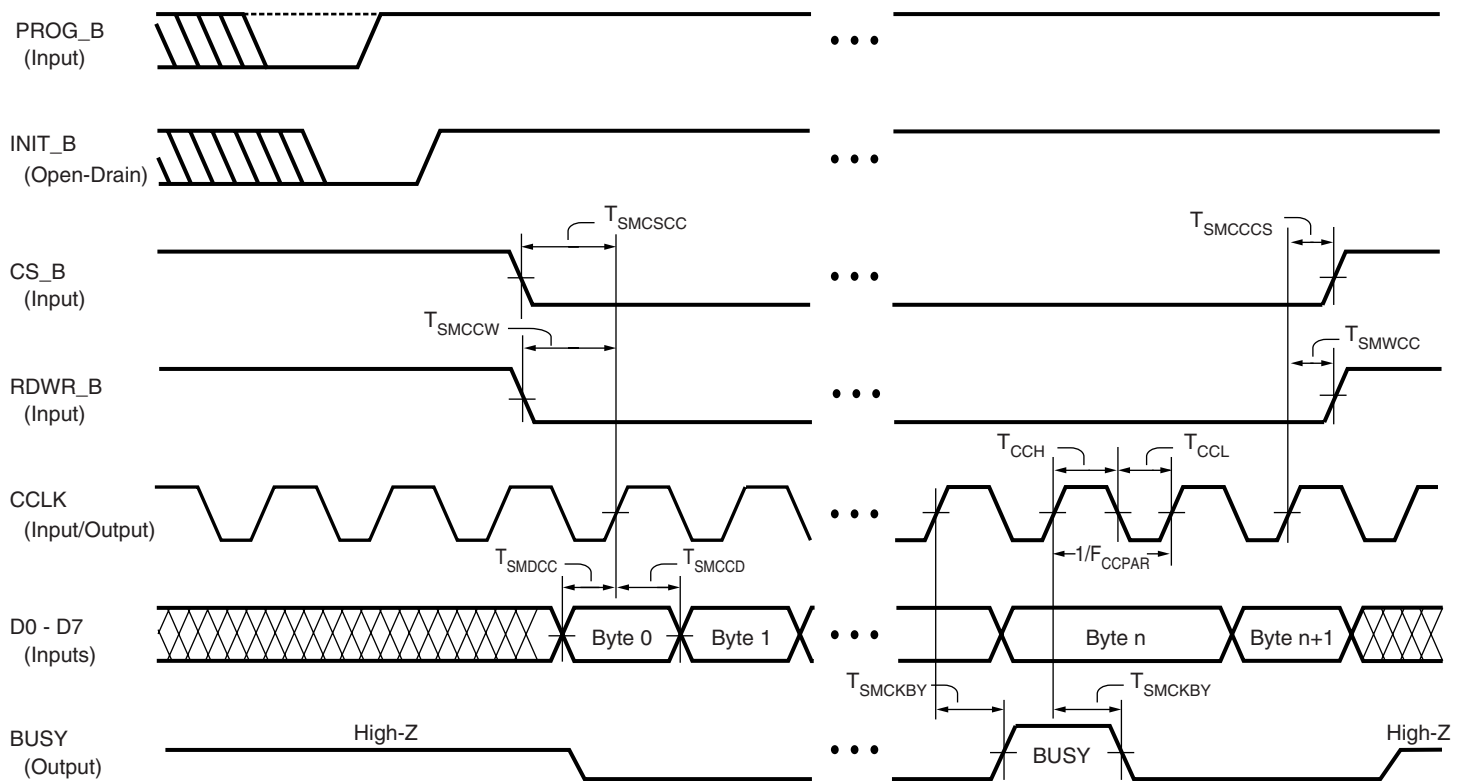 PROG_B
(Input)
INIT_B
(Open-Drain)
T_SMCSCC
T_SMCCCS
CS_B
(Input)
T_SMCCW
T_SMWCC
RDWR_B
(Input)
T_CCH
T_CCL
CCLK
(Input/Output)
T_SMDCC
T_SMCCD
1/F_CCPAR
D0 - D7
(Inputs)
Byte 0
Byte 1
Byte n
Byte n+1
T_SMCKBY
T_SMCKBY
BUSY
(Output)
High-Z
BUSY
High-Z